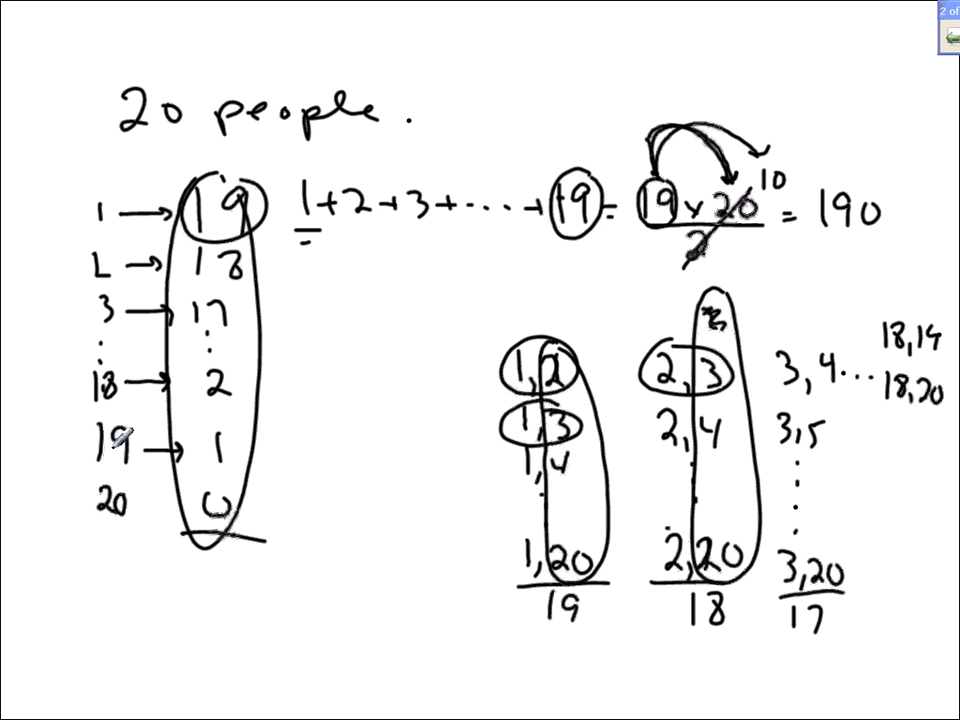 2 of
20 people.
1 → 19
1+2+3+...+19 = 19 x 20 / 2 = 190
10
L → 18
3 → 17
: :
18 → 2
19 → 1
20 0
1,2 2,3 3,4... 18,19
18,20
1,3 2,4 3,5
1,4
: : :
1,20 2,20 3,20
19 18 17